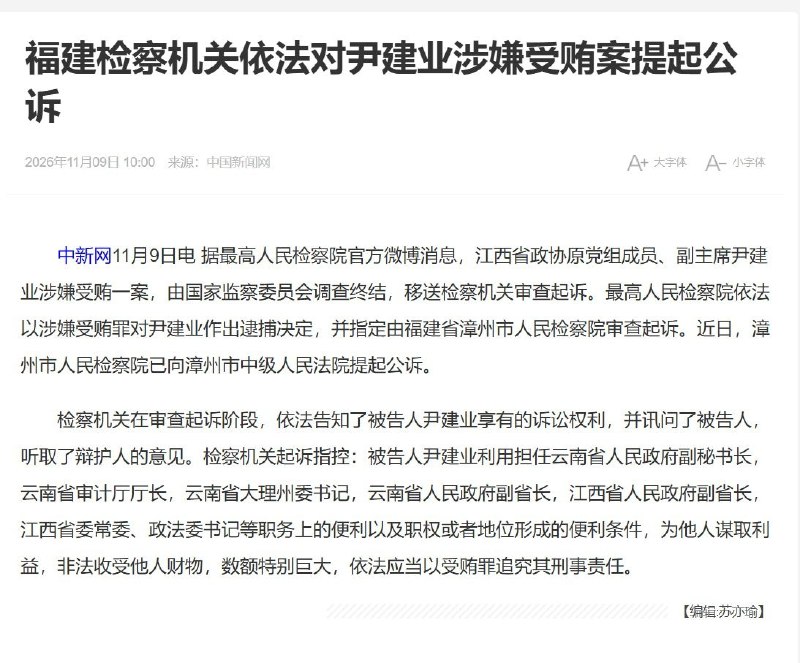 福建检察机关依法对尹建业涉嫌受贿案提起公
诉
2026年11月09日 10:00 来源：中国新闻网 A+ 大字体 A- 小字体
中新网11月9日电 据最高人民检察院官方微博消息，江西省政协原党组成员、副主席尹建
业涉嫌受贿一案，由国家监察委员会调查终结，移送检察机关审查起诉。最高人民检察院依法
以涉嫌受贿罪对尹建业作出逮捕决定，并指定由福建省漳州市人民检察院审查起诉。近日，漳
州市人民检察院已向漳州市中级人民法院提起公诉。
检察机关在审查起诉阶段，依法告知了被告人尹建业享有的诉讼权利，并讯问了被告人，
听取了辩护人的意见。检察机关起诉指控：被告人尹建业利用担任云南省人民政府副秘书长，
云南省审计厅厅长，云南省大理州委书记，云南省人民政府副省长，江西省人民政府副省长，
江西省委常委、政法委书记等职务上的便利以及职权或者地位形成的便利条件，为他人谋取利
益，非法收受他人财物，数额特别巨大，依法应当以受贿罪追究其刑事责任。
【编辑:苏亦瑜】